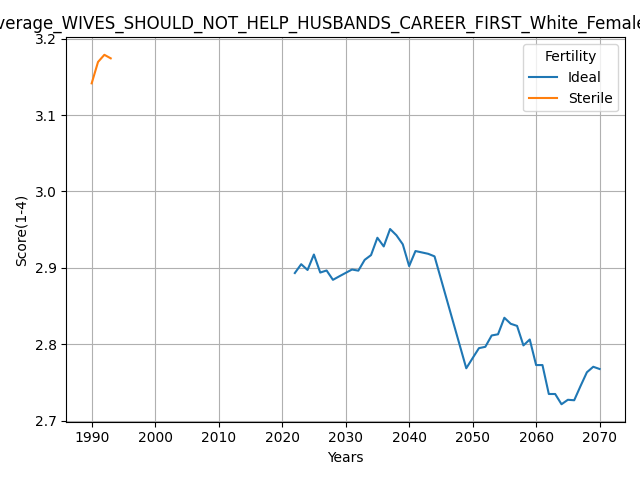 verage_WIVES_SHOULD_NOT_HELP_HUSBANDS_CAREER_FIRST_White_Female
3.2
3.1
3.0
2.9
2.8
2.7
Score(1-4)
Fertility
Ideal
Sterile
1990 2000 2010 2020 2030 2040 2050 2060 2070
Years